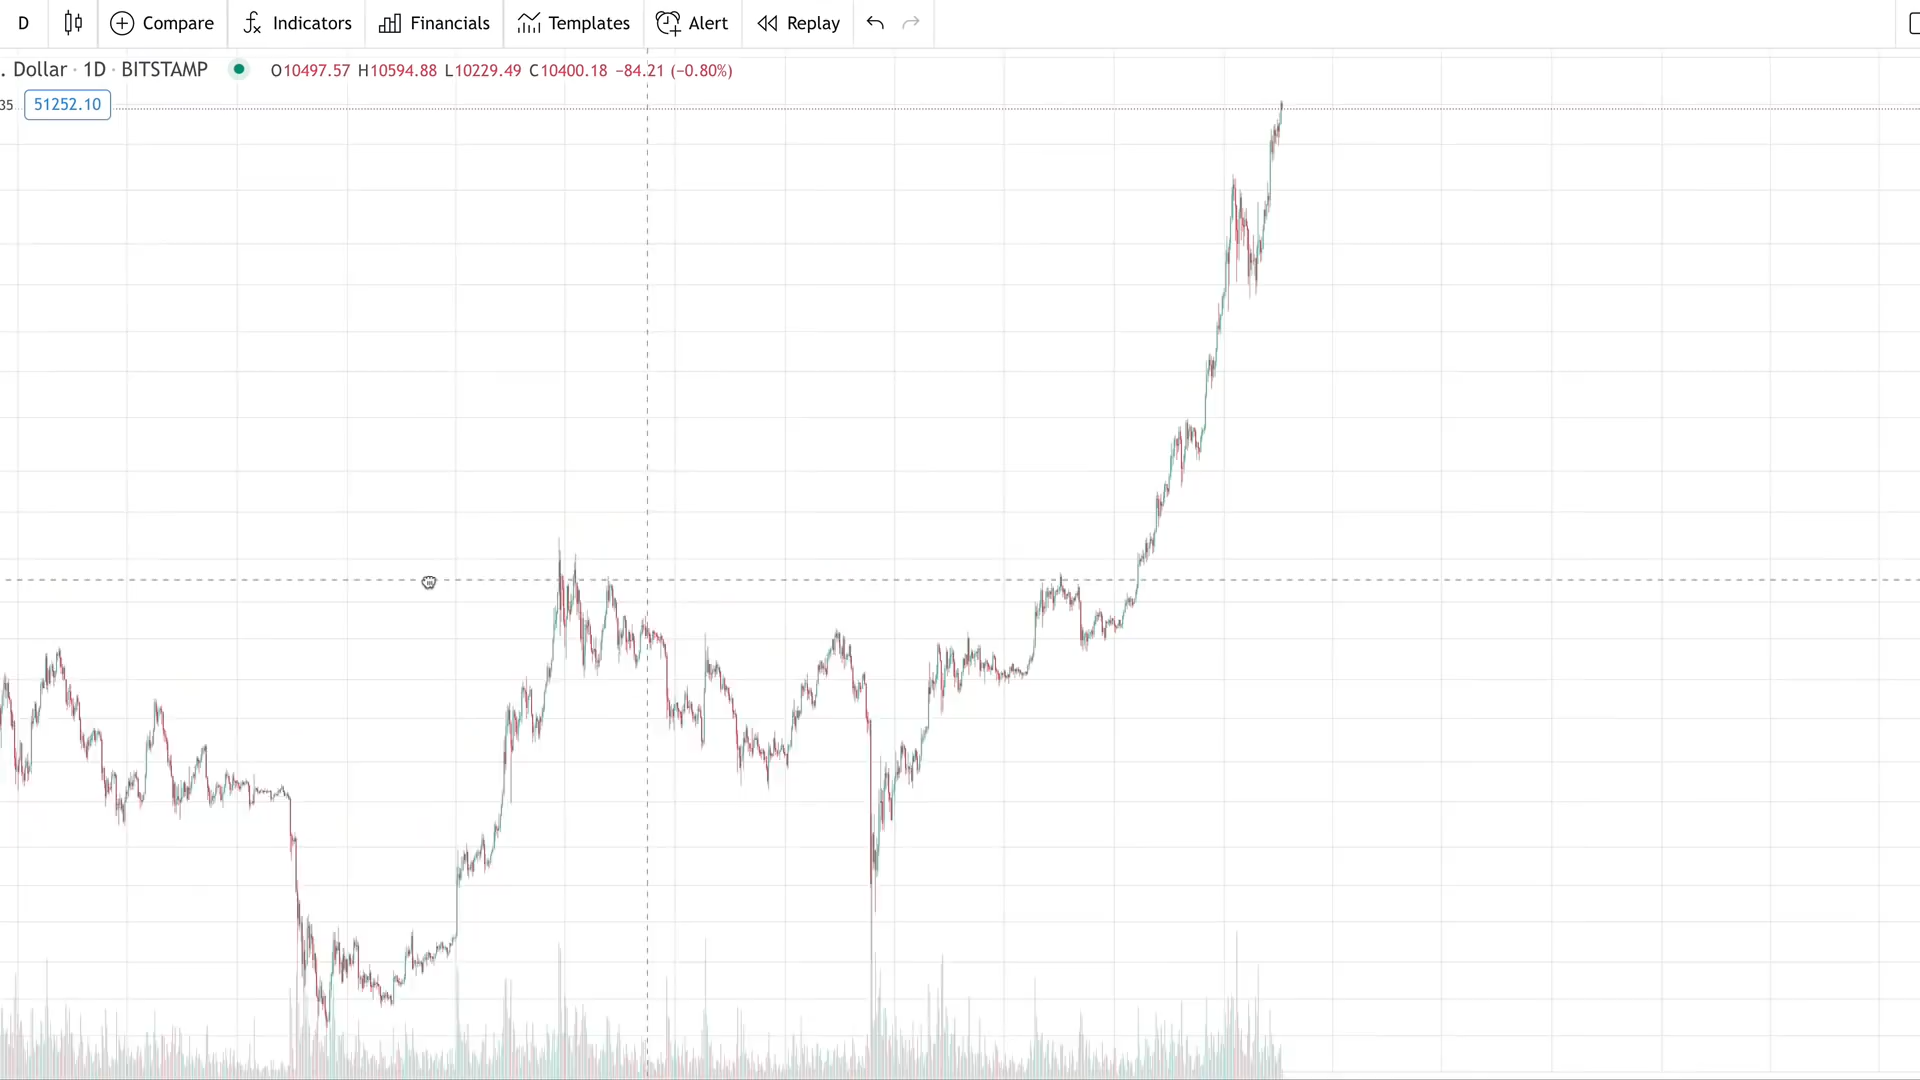 D Compare Indicators Financials Templates Alert Replay
. Dollar · 1D · BITSTAMP O10497.57 H10594.88 L10229.49 C10400.18 −84.21 (−0.80%)
35 51252.10